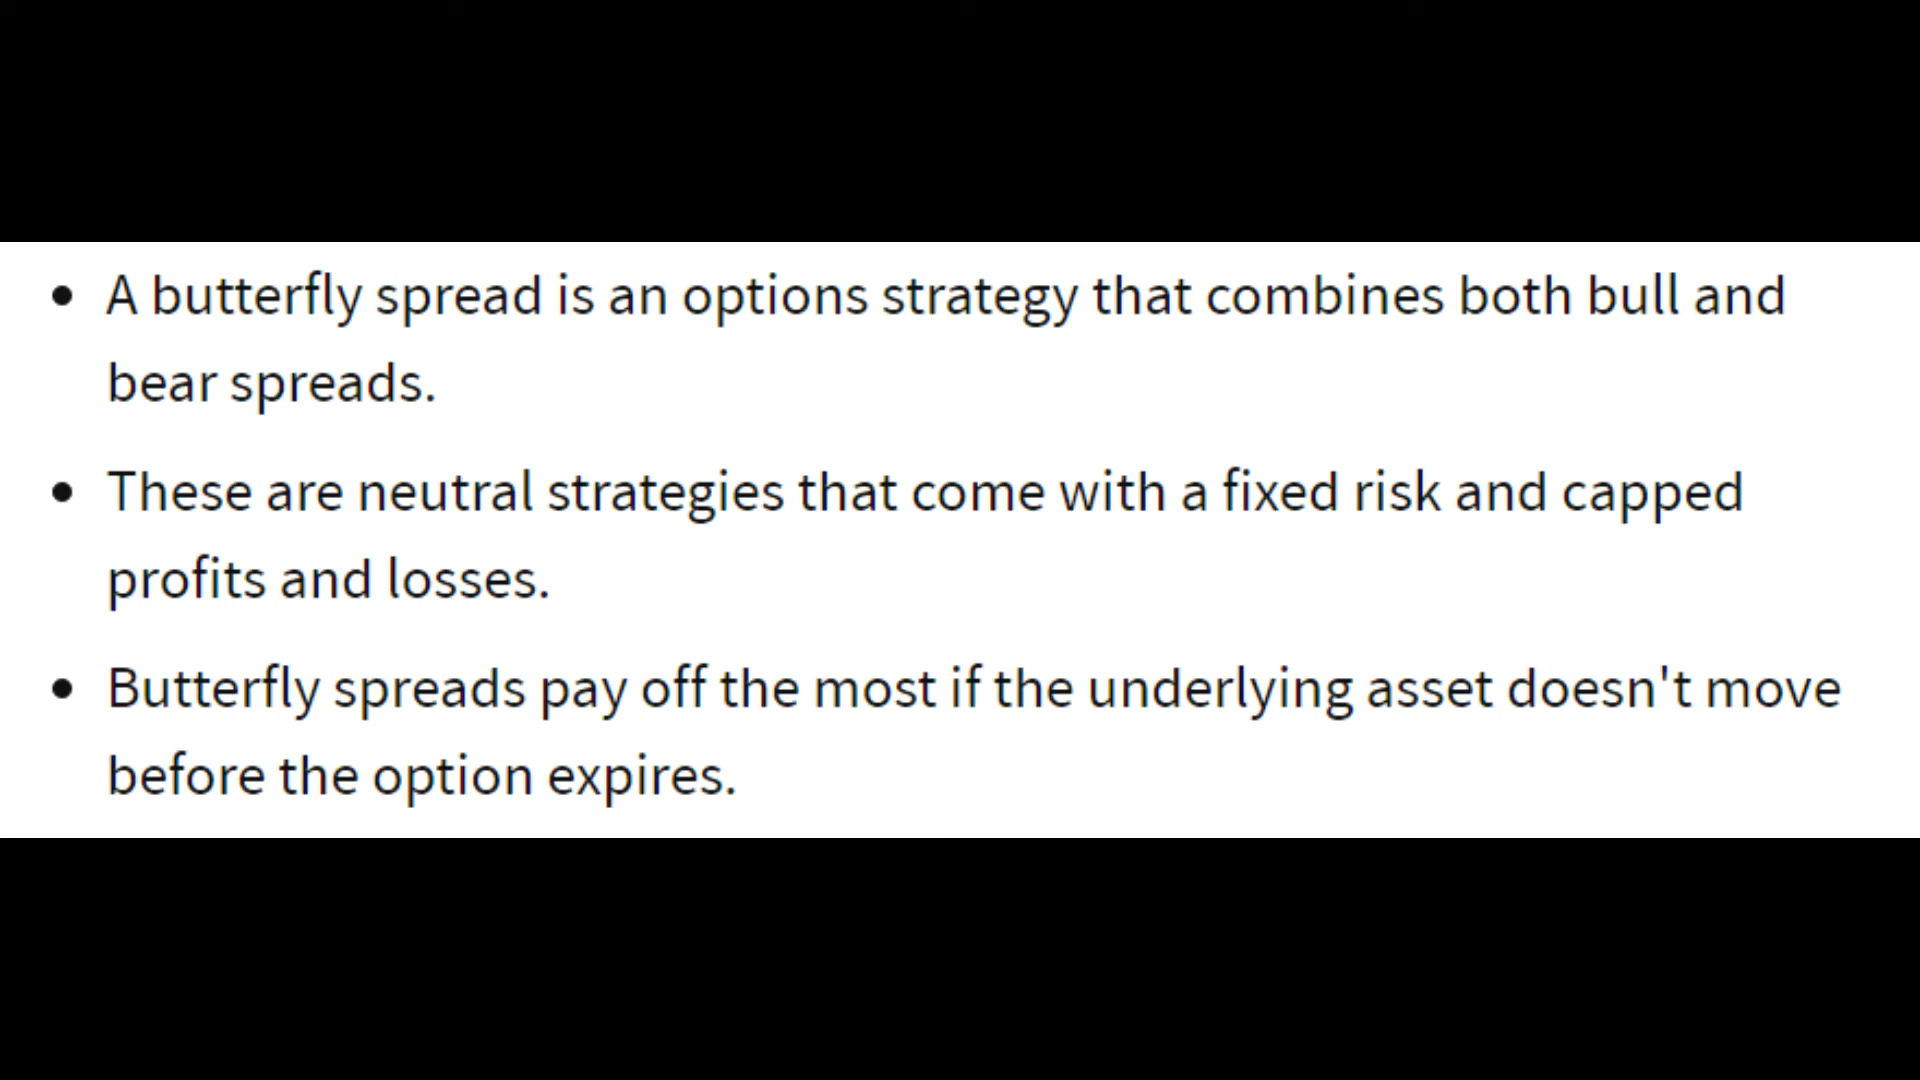 • A butterfly spread is an options strategy that combines both bull and
bear spreads.
• These are neutral strategies that come with a fixed risk and capped
profits and losses.
• Butterfly spreads pay off the most if the underlying asset doesn't move
before the option expires.